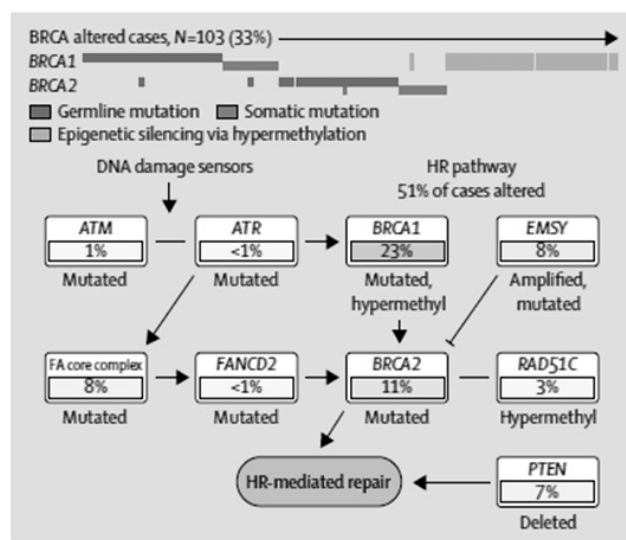 BRCA altered cases, N=103 (33%)
BRCA1
BRCA2
Germline mutation Somatic mutation
Epigenetic silencing via hypermethylation
DNA damage sensors
HR pathway
51% of cases altered
ATM
1%
Mutated
ATR
<1%
Mutated
BRCA1
23%
Mutated,
hypermethyl
EMSY
8%
Amplified,
mutated
FA core complex
8%
Mutated
FANCD2
<1%
Mutated
BRCA2
11%
Mutated
RAD51C
3%
Hypermethyl
HR-mediated repair
PTEN
7%
Deleted